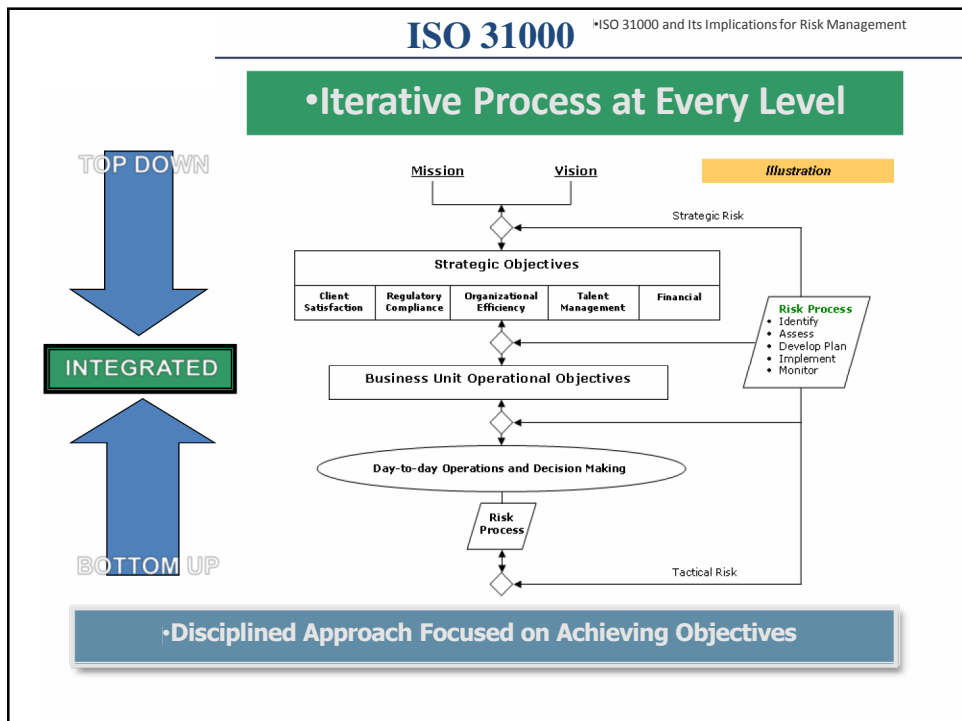 ISO 31000
•ISO 31000 and Its Implications for Risk Management
•Iterative Process at Every Level
TOP DOWN
Mission
Vision
Illustration
Strategic Risk
Strategic Objectives
Client
Satisfaction
Regulatory
Compliance
Organizational
Efficiency
Talent
Management
Financial
Risk Process
• Identify
• Assess
• Develop Plan
• Implement
• Monitor
INTEGRATED
Business Unit Operational Objectives
Day-to-day Operations and Decision Making
Risk
Process
BOTTOM UP
Tactical Risk
•Disciplined Approach Focused on Achieving Objectives